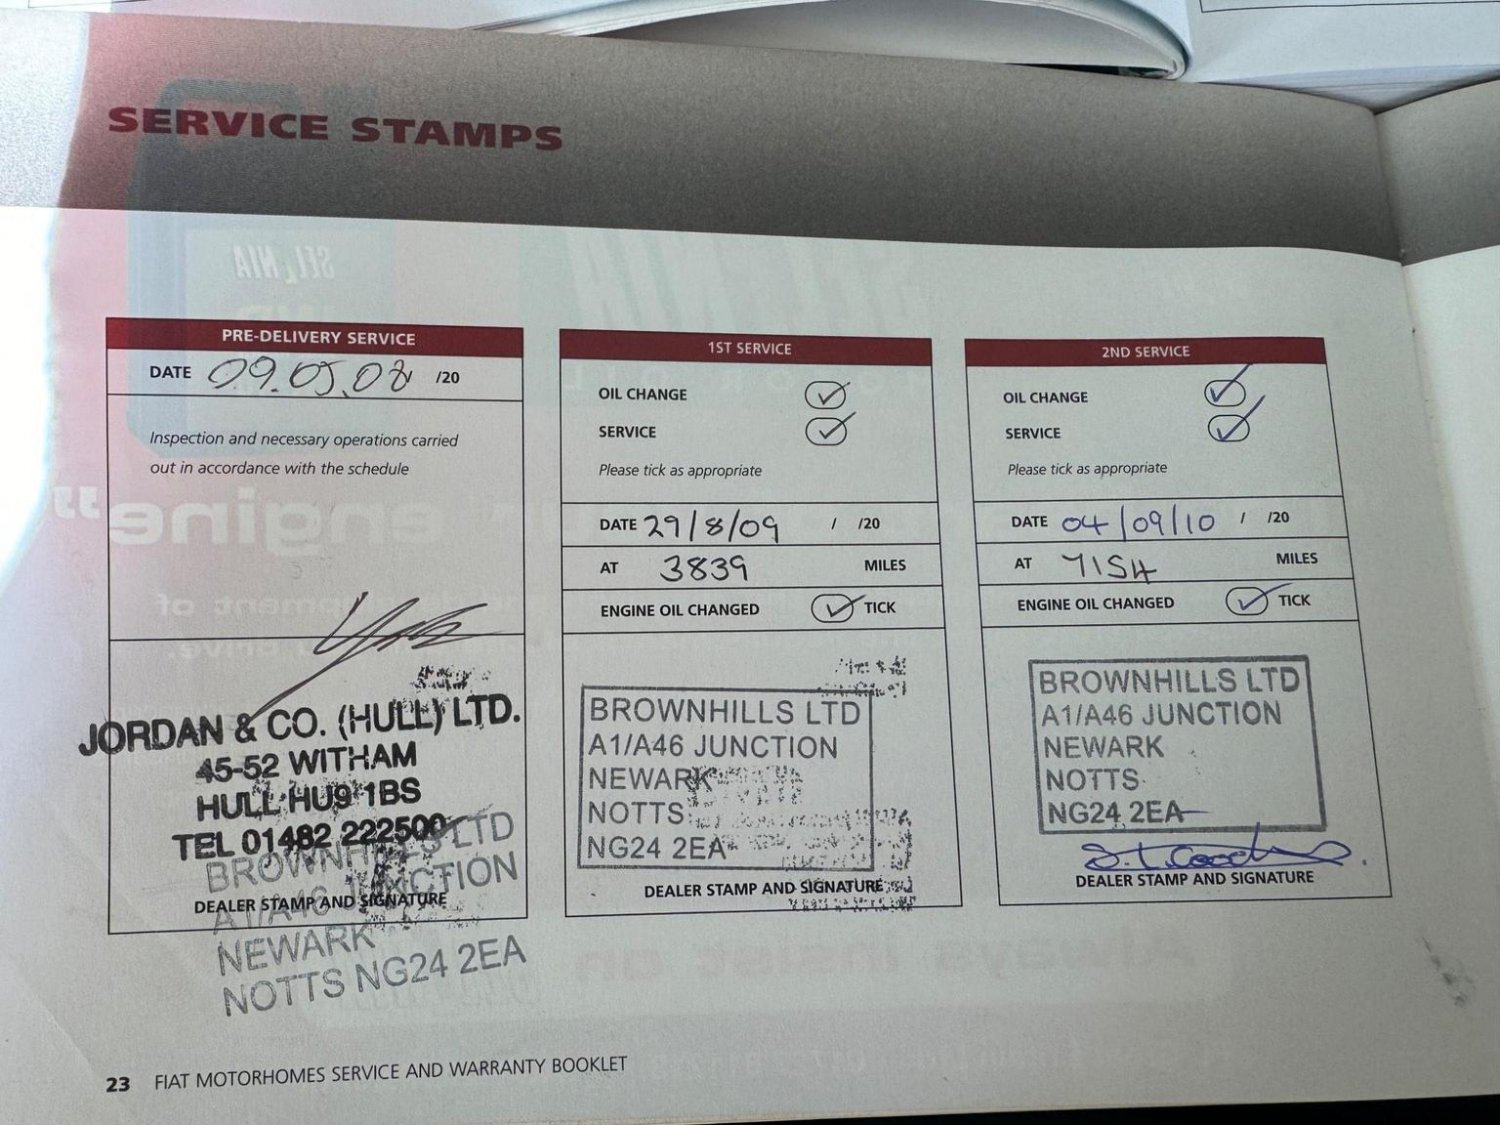 SERVICE STAMPS
PRE-DELIVERY SERVICE
DATE 09.05.08 /20
Inspection and necessary operations carried
out in accordance with the schedule
JORDAN & CO. (HULL) LTD.
45-52 WITHAM
HULL HU9 1BS
TEL 01482 222500
BROWNHILLS LTD
A1/A46 JUNCTION
DEALER STAMP AND SIGNATURE
NEWARK
NOTTS NG24 2EA
1ST SERVICE
OIL CHANGE
SERVICE
Please tick as appropriate
DATE 29/8/09 / /20
AT 3839 MILES
ENGINE OIL CHANGED TICK
BROWNHILLS LTD
A1/A46 JUNCTION
NEWARK
NOTTS
NG24 2EA
DEALER STAMP AND SIGNATURE
2ND SERVICE
OIL CHANGE
SERVICE
Please tick as appropriate
DATE 04/09/10 / /20
AT 7154 MILES
ENGINE OIL CHANGED TICK
BROWNHILLS LTD
A1/A46 JUNCTION
NEWARK
NOTTS
NG24 2EA
DEALER STAMP AND SIGNATURE
23 FIAT MOTORHOMES SERVICE AND WARRANTY BOOKLET